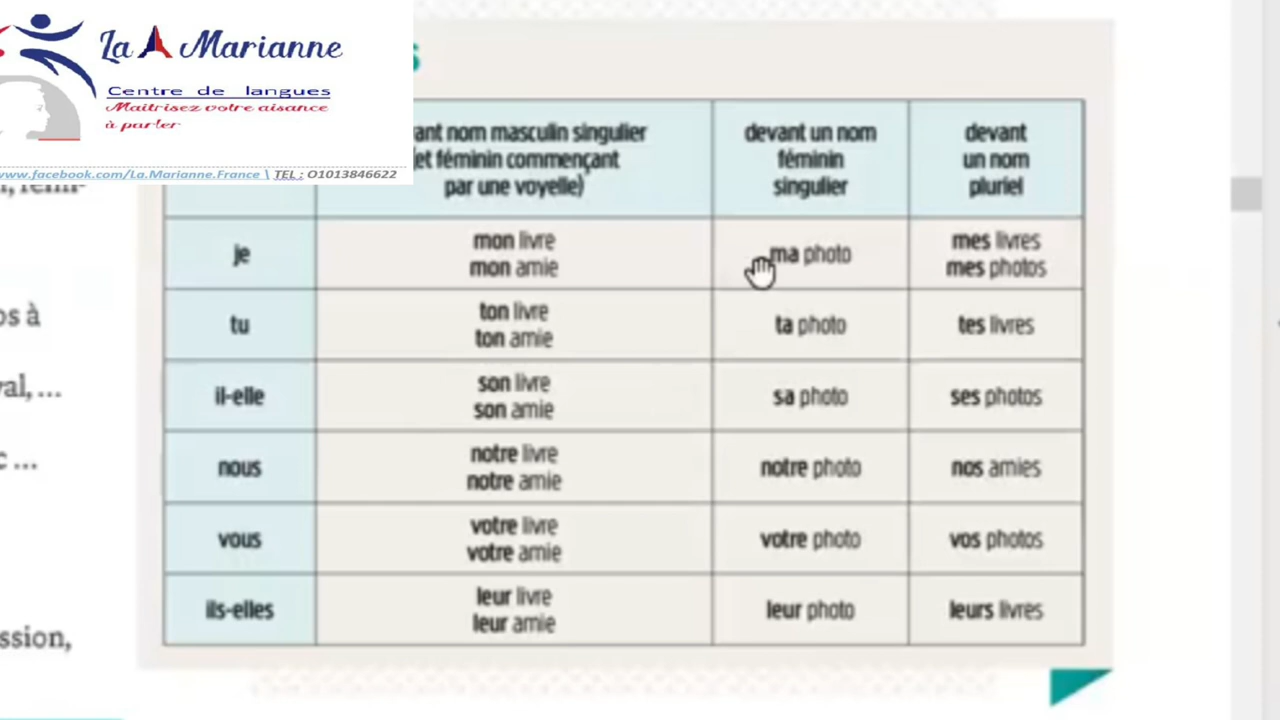 La Marianne
Centre de langues
Maitrisez votre aisance
à parler
www.facebook.com/La.Marianne.France \ TEL : 01013846622
nom masculin singulier
et féminin commençant
par une voyelle)
devant un nom
féminin
singulier
devant
un nom
pluriel
je
mon livre
mon amie
ma photo
mes livres
mes photos
tu
ton livre
ton amie
ta photo
tes livres
il-elle
son livre
son amie
sa photo
ses photos
nous
notre livre
notre amie
notre photo
nos amies
vous
votre livre
votre amie
votre photo
vos photos
ils-elles
leur livre
leur amie
leur photo
leurs livres
à
...
...